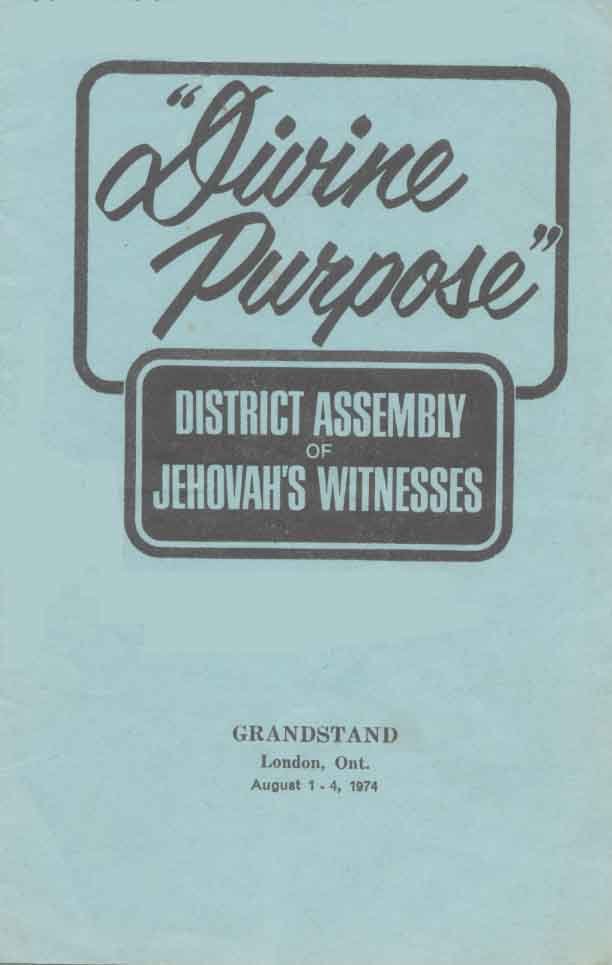 "Divine
Purpose"
DISTRICT ASSEMBLY
OF
JEHOVAH'S WITNESSES
GRANDSTAND
London, Ont.
August 1 - 4, 1974